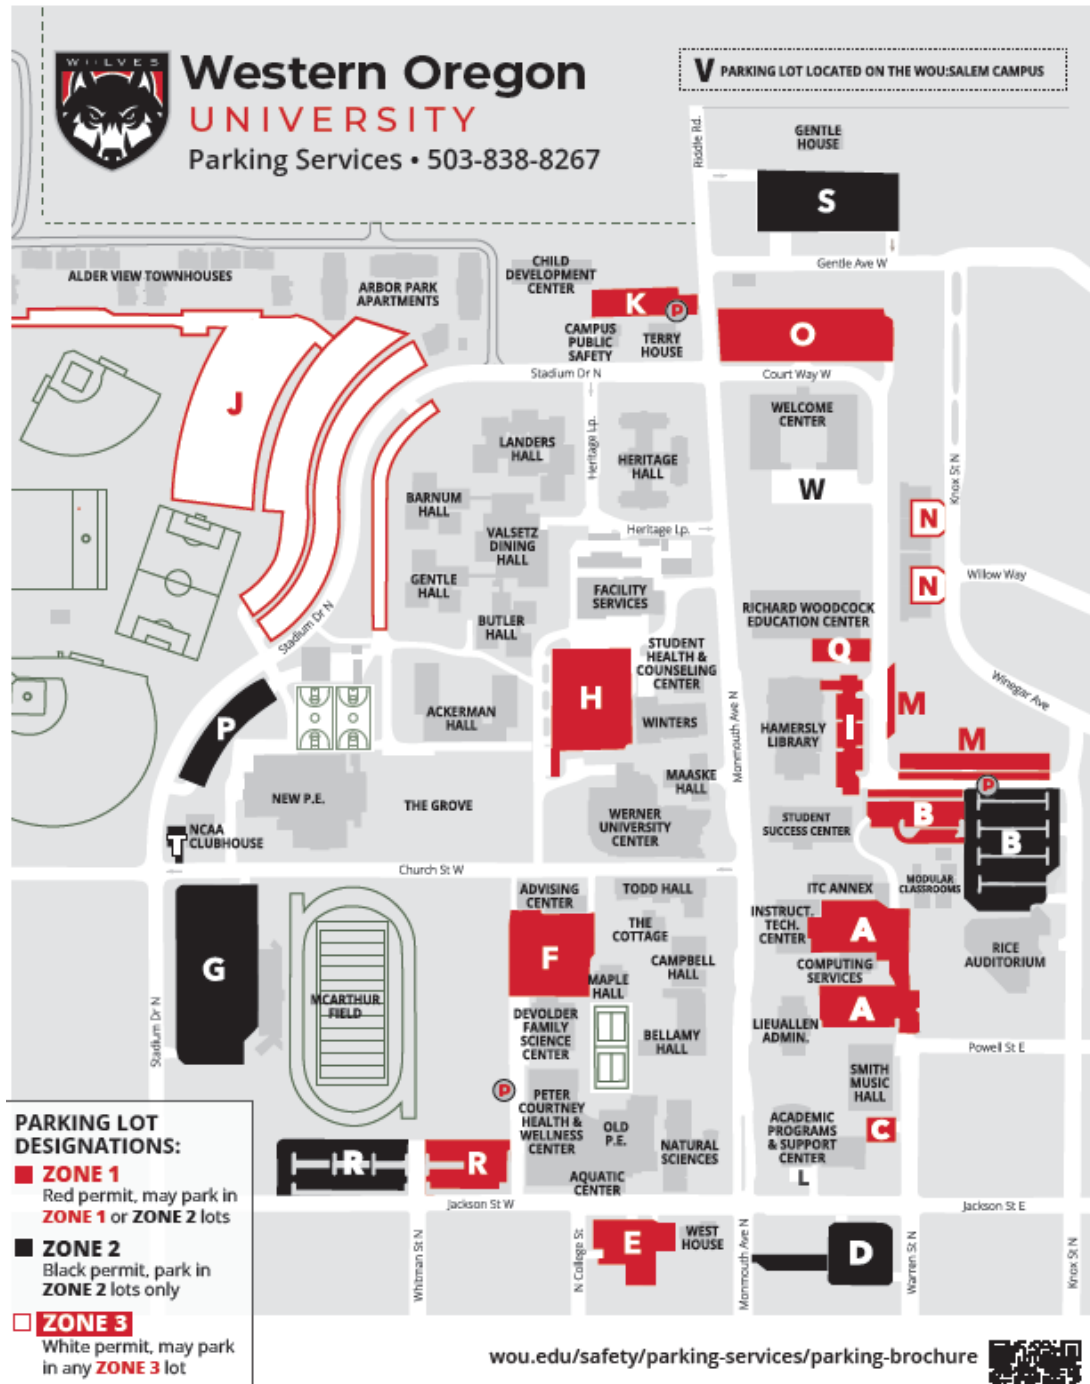 WOLVES
Western Oregon
UNIVERSITY
Parking Services • 503-838-8267
V PARKING LOT LOCATED ON THE WOU:SALEM CAMPUS
Riddle Rd.
GENTLE
HOUSE
S
Gentle Ave W
ALDER VIEW TOWNHOUSES
ARBOR PARK
APARTMENTS
CHILD
DEVELOPMENT
CENTER
K
P
CAMPUS
PUBLIC
SAFETY
TERRY
HOUSE
O
Stadium Dr N
Court Way W
J
LANDERS
HALL
Heritage Lp.
HERITAGE
HALL
WELCOME
CENTER
W
Knox St N
BARNUM
HALL
VALSETZ
DINING
HALL
Heritage Lp.
N
N
Willow Way
GENTLE
HALL
FACILITY
SERVICES
BUTLER
HALL
Stadium Dr N
RICHARD WOODCOCK
EDUCATION CENTER
Q
STUDENT
HEALTH &
COUNSELING
CENTER
H
Winegar Ave
P
ACKERMAN
HALL
WINTERS
Monmouth Ave N
HAMERSLY
LIBRARY
I
M
M
MAASKE
HALL
P
NEW P.E.
THE GROVE
WERNER
UNIVERSITY
CENTER
STUDENT
SUCCESS CENTER
B
B
T
NCAA
CLUBHOUSE
Church St W
MODULAR
CLASSROOMS
ADVISING
CENTER
TODD HALL
ITC ANNEX
INSTRUCT.
TECH.
CENTER
A
THE
COTTAGE
F
CAMPBELL
HALL
COMPUTING
SERVICES
RICE
AUDITORIUM
G
MCARTHUR
FIELD
MAPLE
HALL
A
DEVOLDER
FAMILY
SCIENCE
CENTER
BELLAMY
HALL
LIEUALLEN
ADMIN.
Stadium Dr N
Powell St E
SMITH
MUSIC
HALL
P
PETER
COURTNEY
HEALTH &
WELLNESS
CENTER
OLD
P.E.
NATURAL
SCIENCES
ACADEMIC
PROGRAMS
& SUPPORT
CENTER
C
R
R
AQUATIC
CENTER
L
Jackson St W
Jackson St E
Whitman St N
N College St
E
WEST
HOUSE
Monmouth Ave N
D
Warren St N
Knox St N
PARKING LOT
DESIGNATIONS:
ZONE 1
Red permit, may park in
ZONE 1 or ZONE 2 lots
ZONE 2
Black permit, park in
ZONE 2 lots only
ZONE 3
White permit, may park
in any ZONE 3 lot
wou.edu/safety/parking-services/parking-brochure